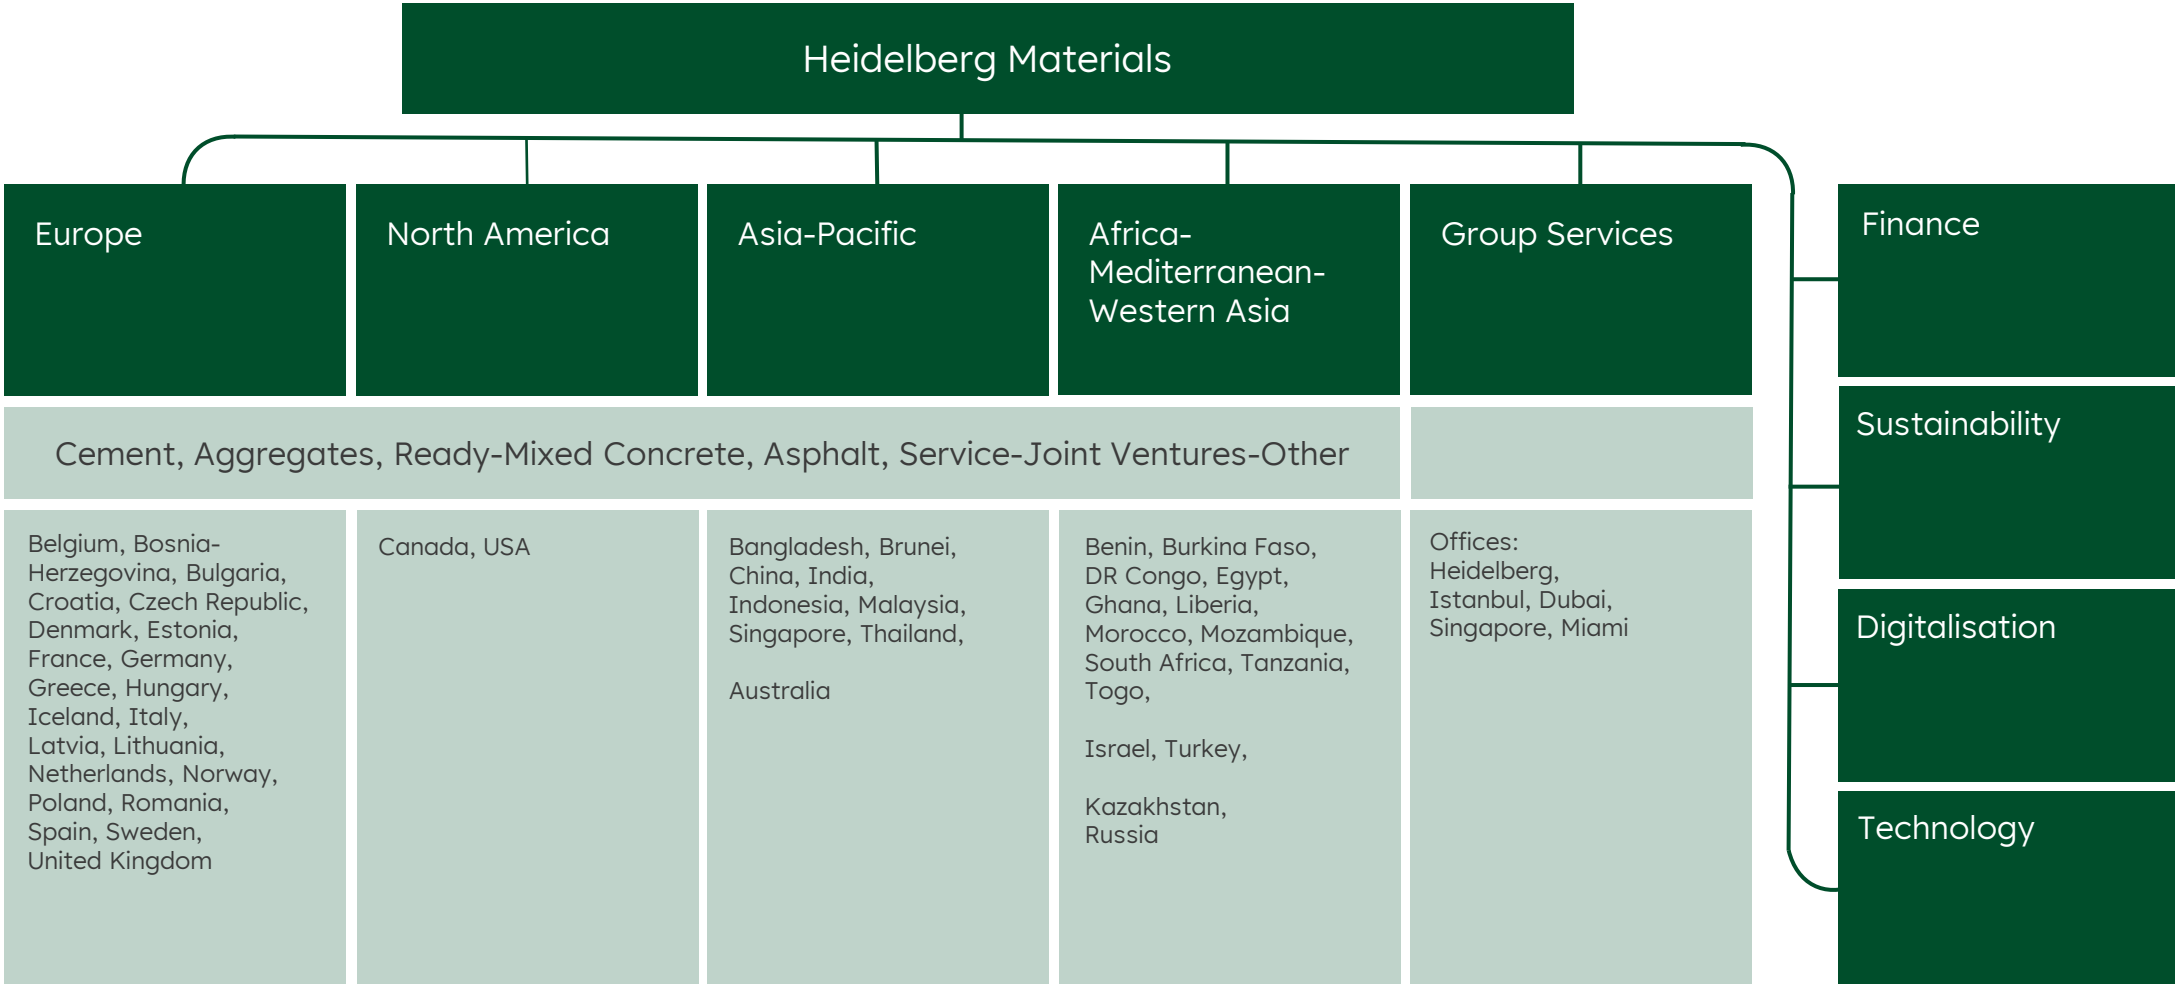 Heidelberg Materials
Europe
North America
Asia-Pacific
Africa-
Mediterranean-
Western Asia
Group Services
Finance
Sustainability
Digitalisation
Technology
Cement, Aggregates, Ready-Mixed Concrete, Asphalt, Service-Joint Ventures-Other
Belgium, Bosnia-
Herzegovina, Bulgaria,
Croatia, Czech Republic,
Denmark, Estonia,
France, Germany,
Greece, Hungary,
Iceland, Italy,
Latvia, Lithuania,
Netherlands, Norway,
Poland, Romania,
Spain, Sweden,
United Kingdom
Canada, USA
Bangladesh, Brunei,
China, India,
Indonesia, Malaysia,
Singapore, Thailand,
Australia
Benin, Burkina Faso,
DR Congo, Egypt,
Ghana, Liberia,
Morocco, Mozambique,
South Africa, Tanzania,
Togo,
Israel, Turkey,
Kazakhstan,
Russia
Offices:
Heidelberg,
Istanbul, Dubai,
Singapore, Miami